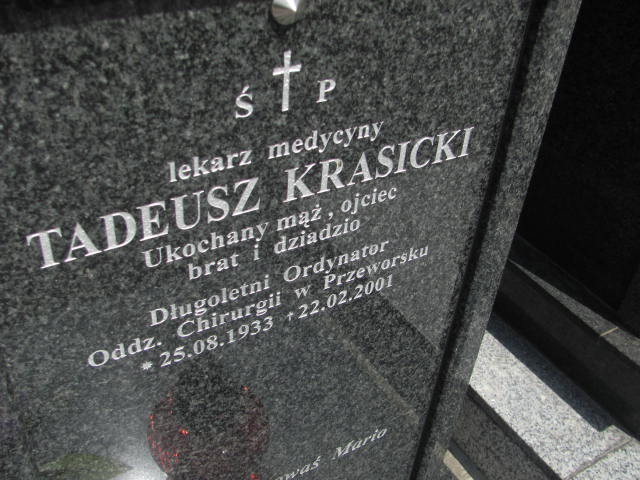 Ś P
lekarz medycyny
TADEUSZ KRASICKI
Ukochany mąż, ojciec
brat i dziadzio
Długoletni Ordynator
Oddz. Chirurgii w Przeworsku
* 25.08.1933 + 22.02.2001
Mario